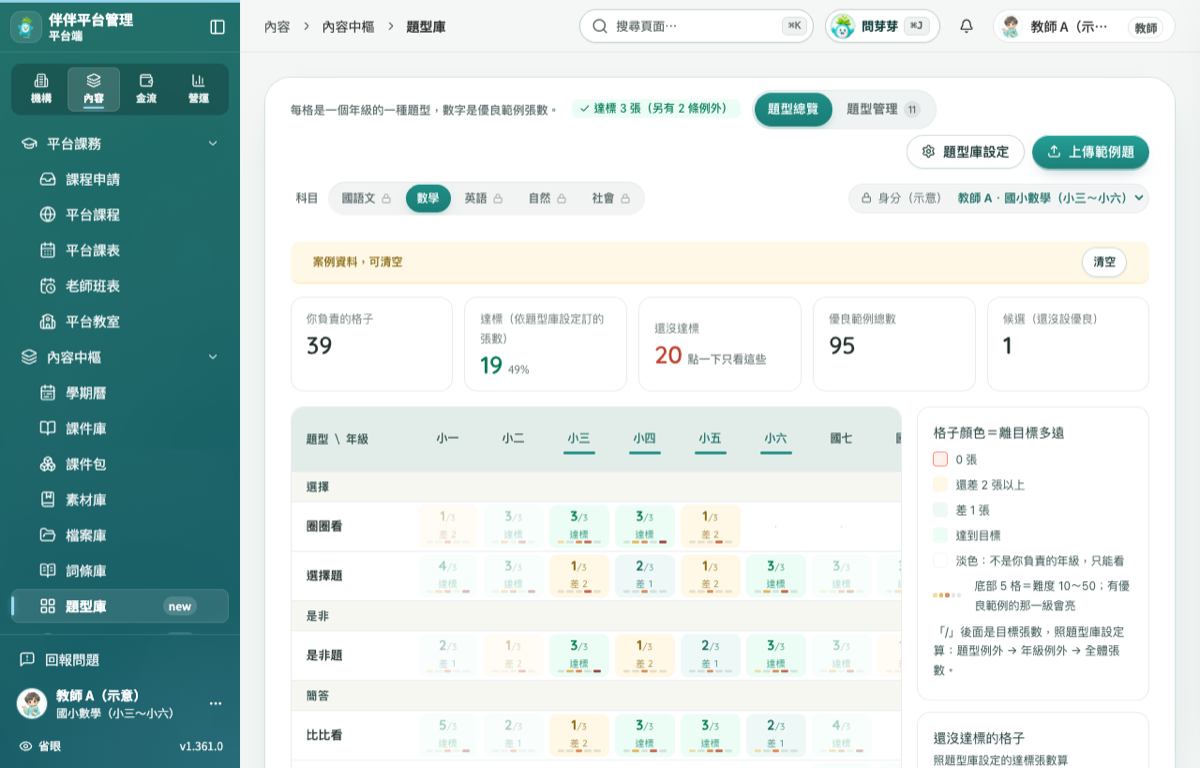 伴伴平台管理
平台端
機構
內容
金流
營運
平台課務
課程申請
平台課程
平台課表
老師班表
平台教室
內容中樞
學期曆
課件庫
課件包
素材庫
檔案庫
詞條庫
題型庫 new
回報問題
教師 A（示意）
國小數學（小三～小六）
省眼 v1.361.0
內容 > 內容中樞 > 題型庫
搜尋頁面… ⌘K
問芽芽 ⌘J
教師 A（示… 教師
每格是一個年級的一種題型，數字是優良範例張數。
達標 3 張（另有 2 條例外）
題型總覽
題型管理 11
題型庫設定
上傳範例題
科目 國語文 數學 英語 自然 社會
身分（示意） 教師 A · 國小數學（小三～小六）
案例資料，可清空
清空
你負責的格子
39
達標（依題型庫設定訂的
張數）
19 49%
還沒達標
20 點一下只看這些
優良範例總數
95
候選（還沒設優良）
1
題型 \ 年級 小一 小二 小三 小四 小五 小六 國七
選擇
圈圈看 1/3 3/3 3/3 3/3 1/3 · ·
差 2 達標 達標 達標 差 2
選擇題 4/3 3/3 1/3 2/3 1/3 3/3 3/3
達標 達標 差 2 差 1 差 2 達標 達標
是非
是非題 2/3 1/3 3/3 1/3 2/3 3/3 3/3
差 1 差 2 達標 差 2 差 1 達標 達標
簡答
比比看 5/3 2/3 1/3 3/3 3/3 2/3 4/3
達標 差 1 差 2 達標 達標 差 1 達標
格子顏色＝離目標多遠
0 張
還差 2 張以上
差 1 張
達到目標
淡色：不是你負責的年級，只能看
底部 5 格＝難度 10～50；有優
良範例的那一級會亮
「/」後面是目標張數，照題型庫設定
算：題型例外 → 年級例外 → 全體張
數。
還沒達標的格子
照題型庫設定的達標張數算